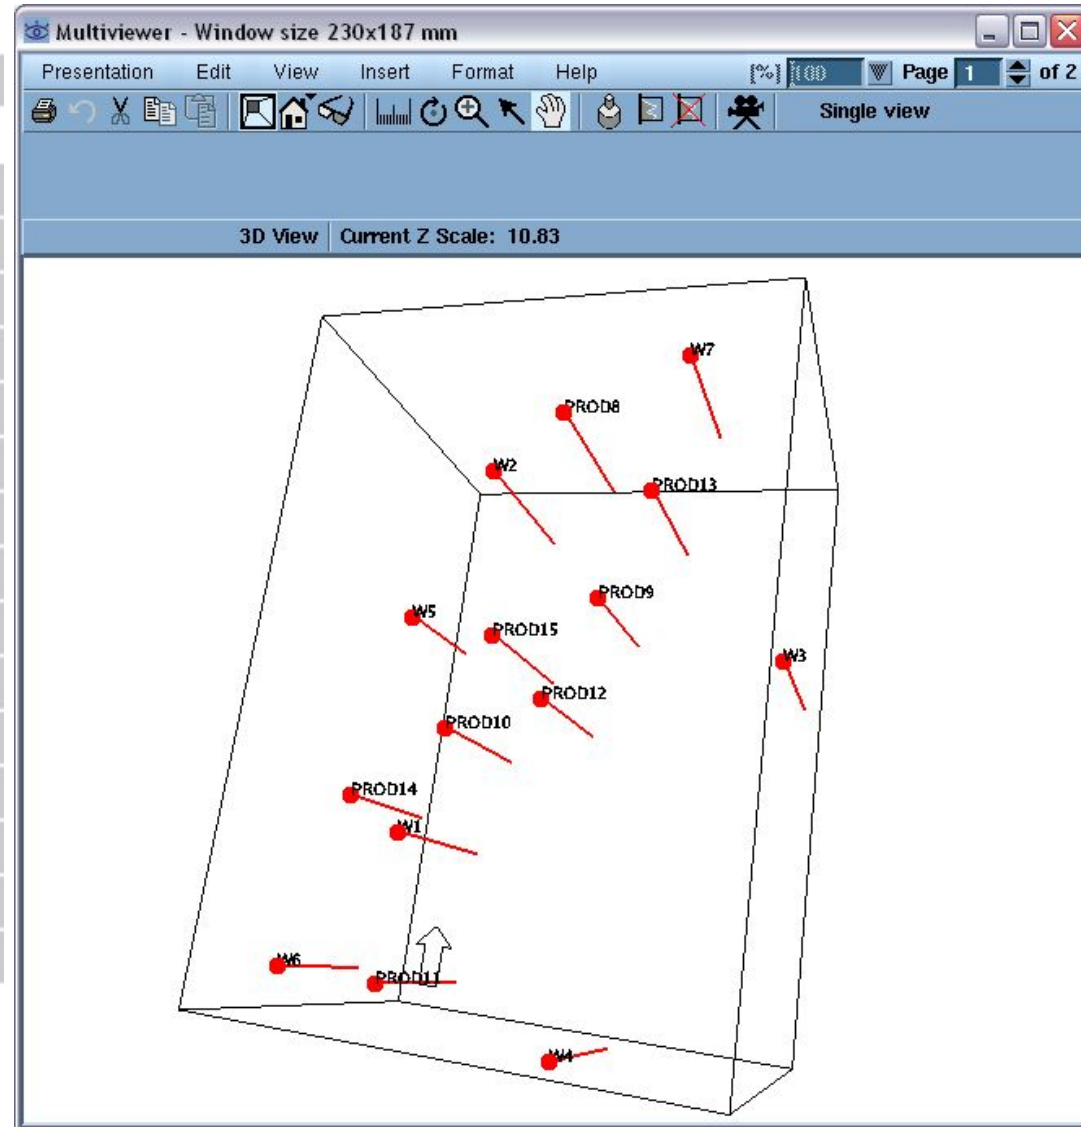 Multiviewer - Window size 230x187 mm
Presentation Edit View Insert Format Help [%] 100 Page 1 of 2
Single view
3D View Current Z Scale: 10.83
W7
PROD8
W2
PROD13
PROD9
W5
PROD15
W3
PROD12
PROD10
PROD14
W1
W6
PROD11
W4